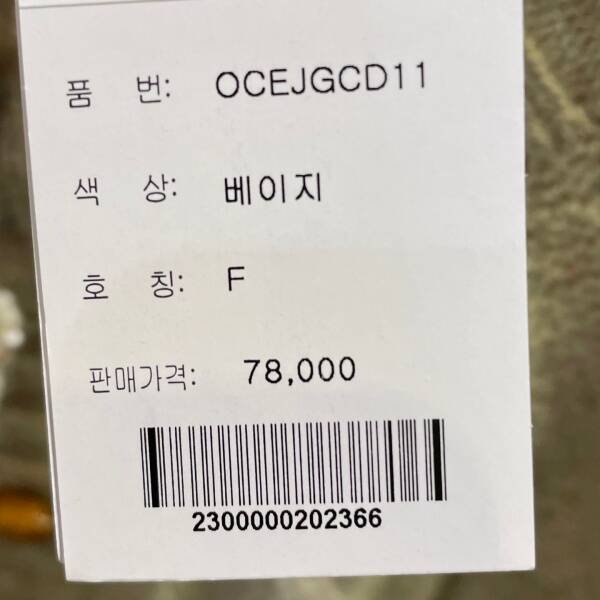 품 번: OCEJGCD11
색 상: 베이지
호 칭: F
판매가격: 78,000
2300000202366